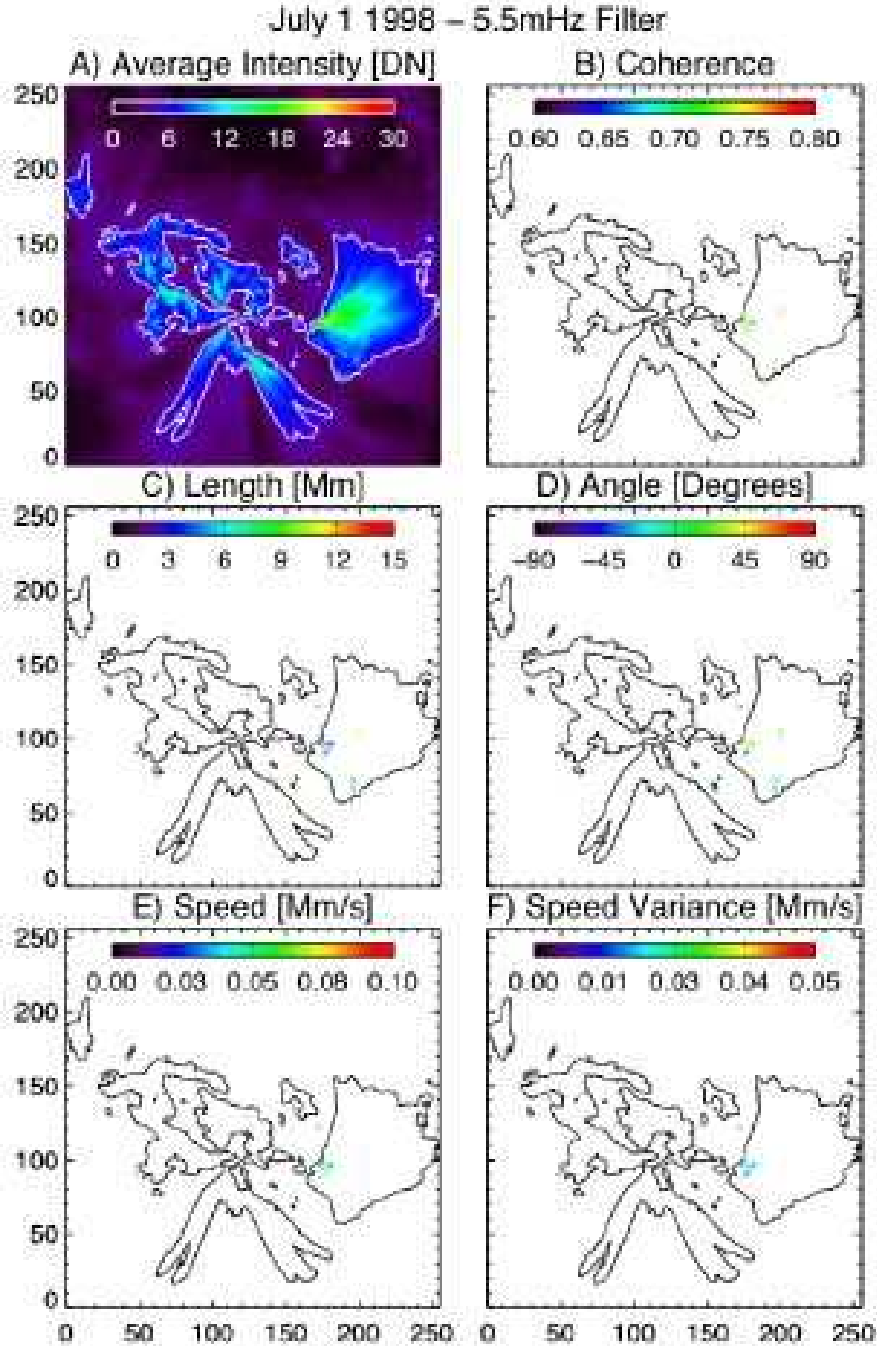 July 1 1998 – 5.5mHz Filter
A) Average Intensity [DN]
B) Coherence
250
200
150
100
50
0
0 6 12 18 24 30
0.60 0.65 0.70 0.75 0.80
C) Length [Mm]
D) Angle [Degrees]
250
200
150
100
50
0
0 3 6 9 12 15
−90 −45 0 45 90
E) Speed [Mm/s]
F) Speed Variance [Mm/s]
250
200
150
100
50
0
0.00 0.03 0.05 0.08 0.10
0.00 0.01 0.03 0.04 0.05
0 50 100 150 200 250
0 50 100 150 200 250